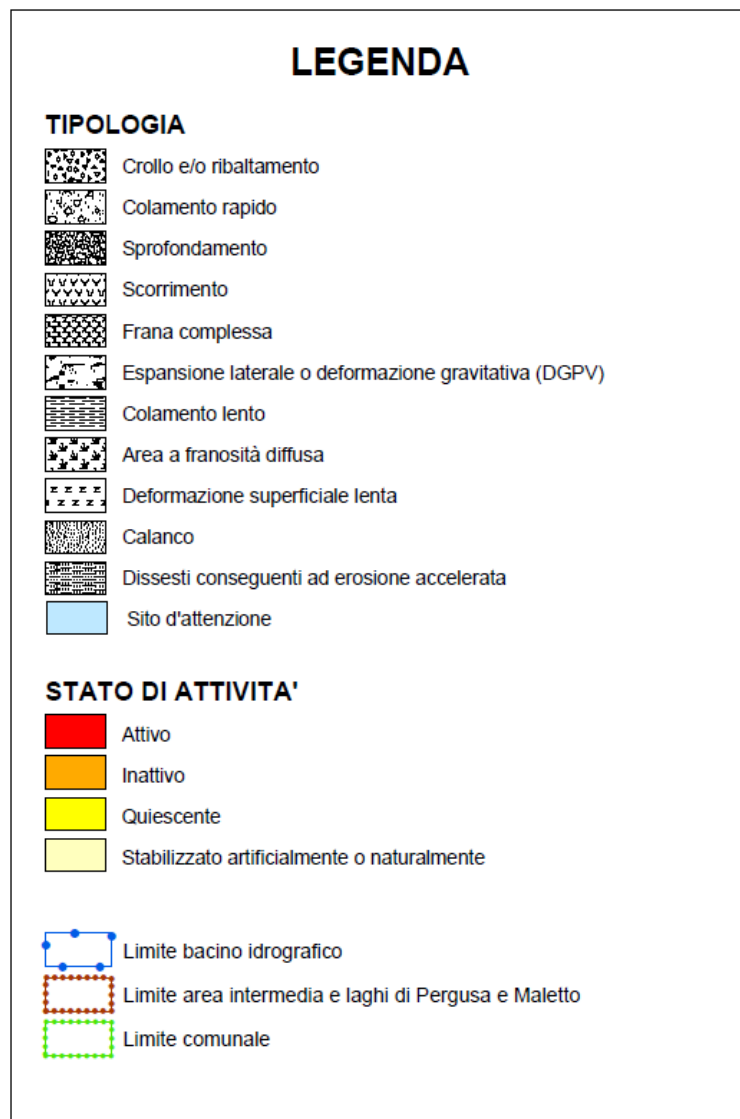 LEGENDA
TIPOLOGIA
Crollo e/o ribaltamento
Colamento rapido
Sprofondamento
Scorrimento
Frana complessa
Espansione laterale o deformazione gravitativa (DGPV)
Colamento lento
Area a franosità diffusa
Deformazione superficiale lenta
Calanco
Dissesti conseguenti ad erosione accelerata
Sito d'attenzione
STATO DI ATTIVITA'
Attivo
Inattivo
Quiescente
Stabilizzato artificialmente o naturalmente
Limite bacino idrografico
Limite area intermedia e laghi di Pergusa e Maletto
Limite comunale